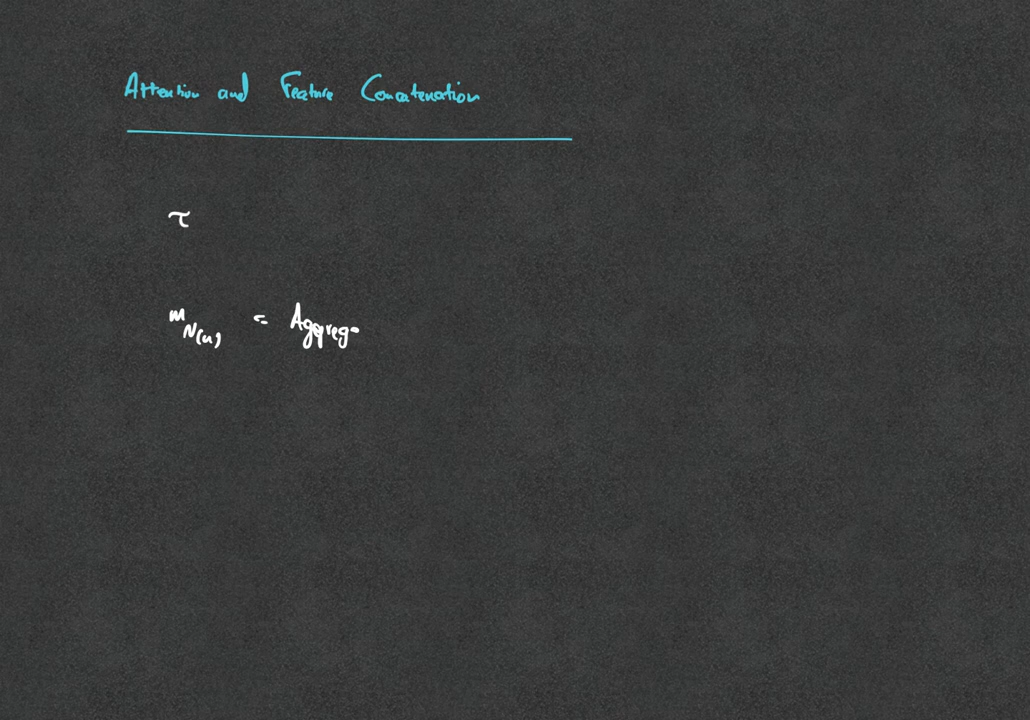 Attention and Feature Concatenation
τ
m_N(u) = Aggrega